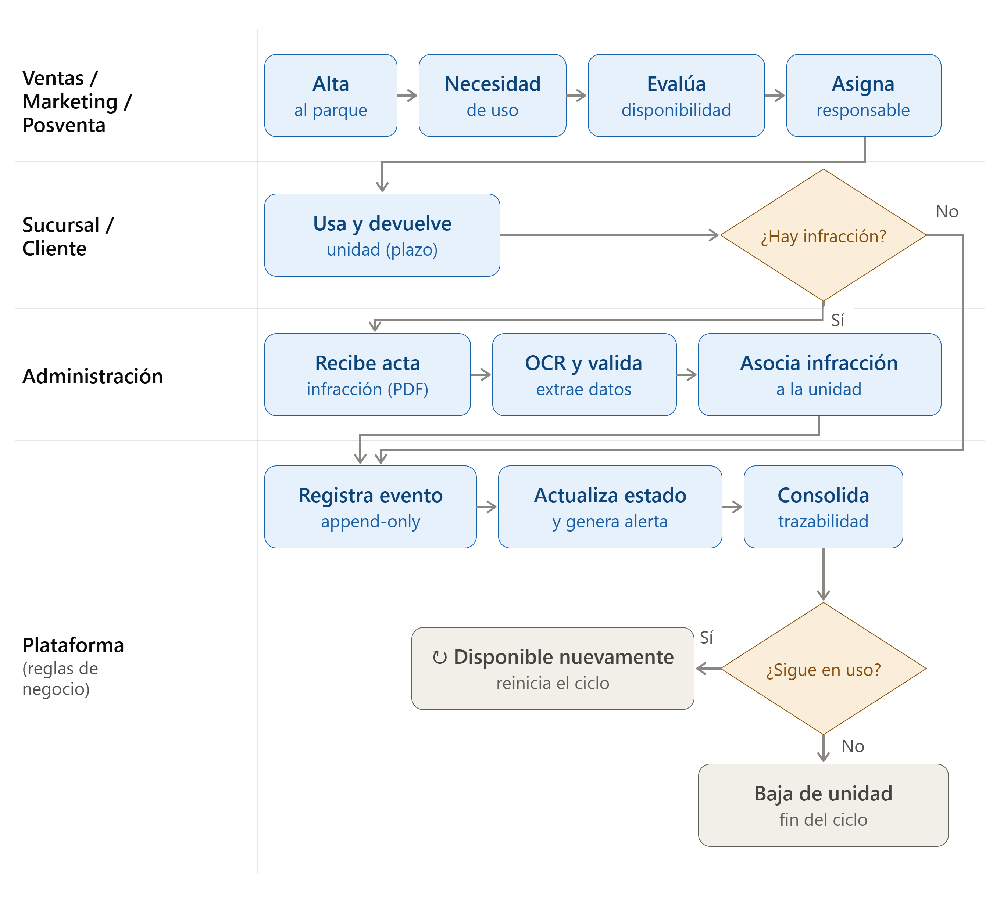 Ventas /
Marketing /
Posventa
Alta
al parque
Necesidad
de uso
Evalúa
disponibilidad
Asigna
responsable
Sucursal /
Cliente
Usa y devuelve
unidad (plazo)
¿Hay infracción?
No
Sí
Administración
Recibe acta
infracción (PDF)
OCR y valida
extrae datos
Asocia infracción
a la unidad
Plataforma
(reglas de
negocio)
Registra evento
append-only
Actualiza estado
y genera alerta
Consolida
trazabilidad
¿Sigue en uso?
Sí
↻ Disponible nuevamente
reinicia el ciclo
No
Baja de unidad
fin del ciclo